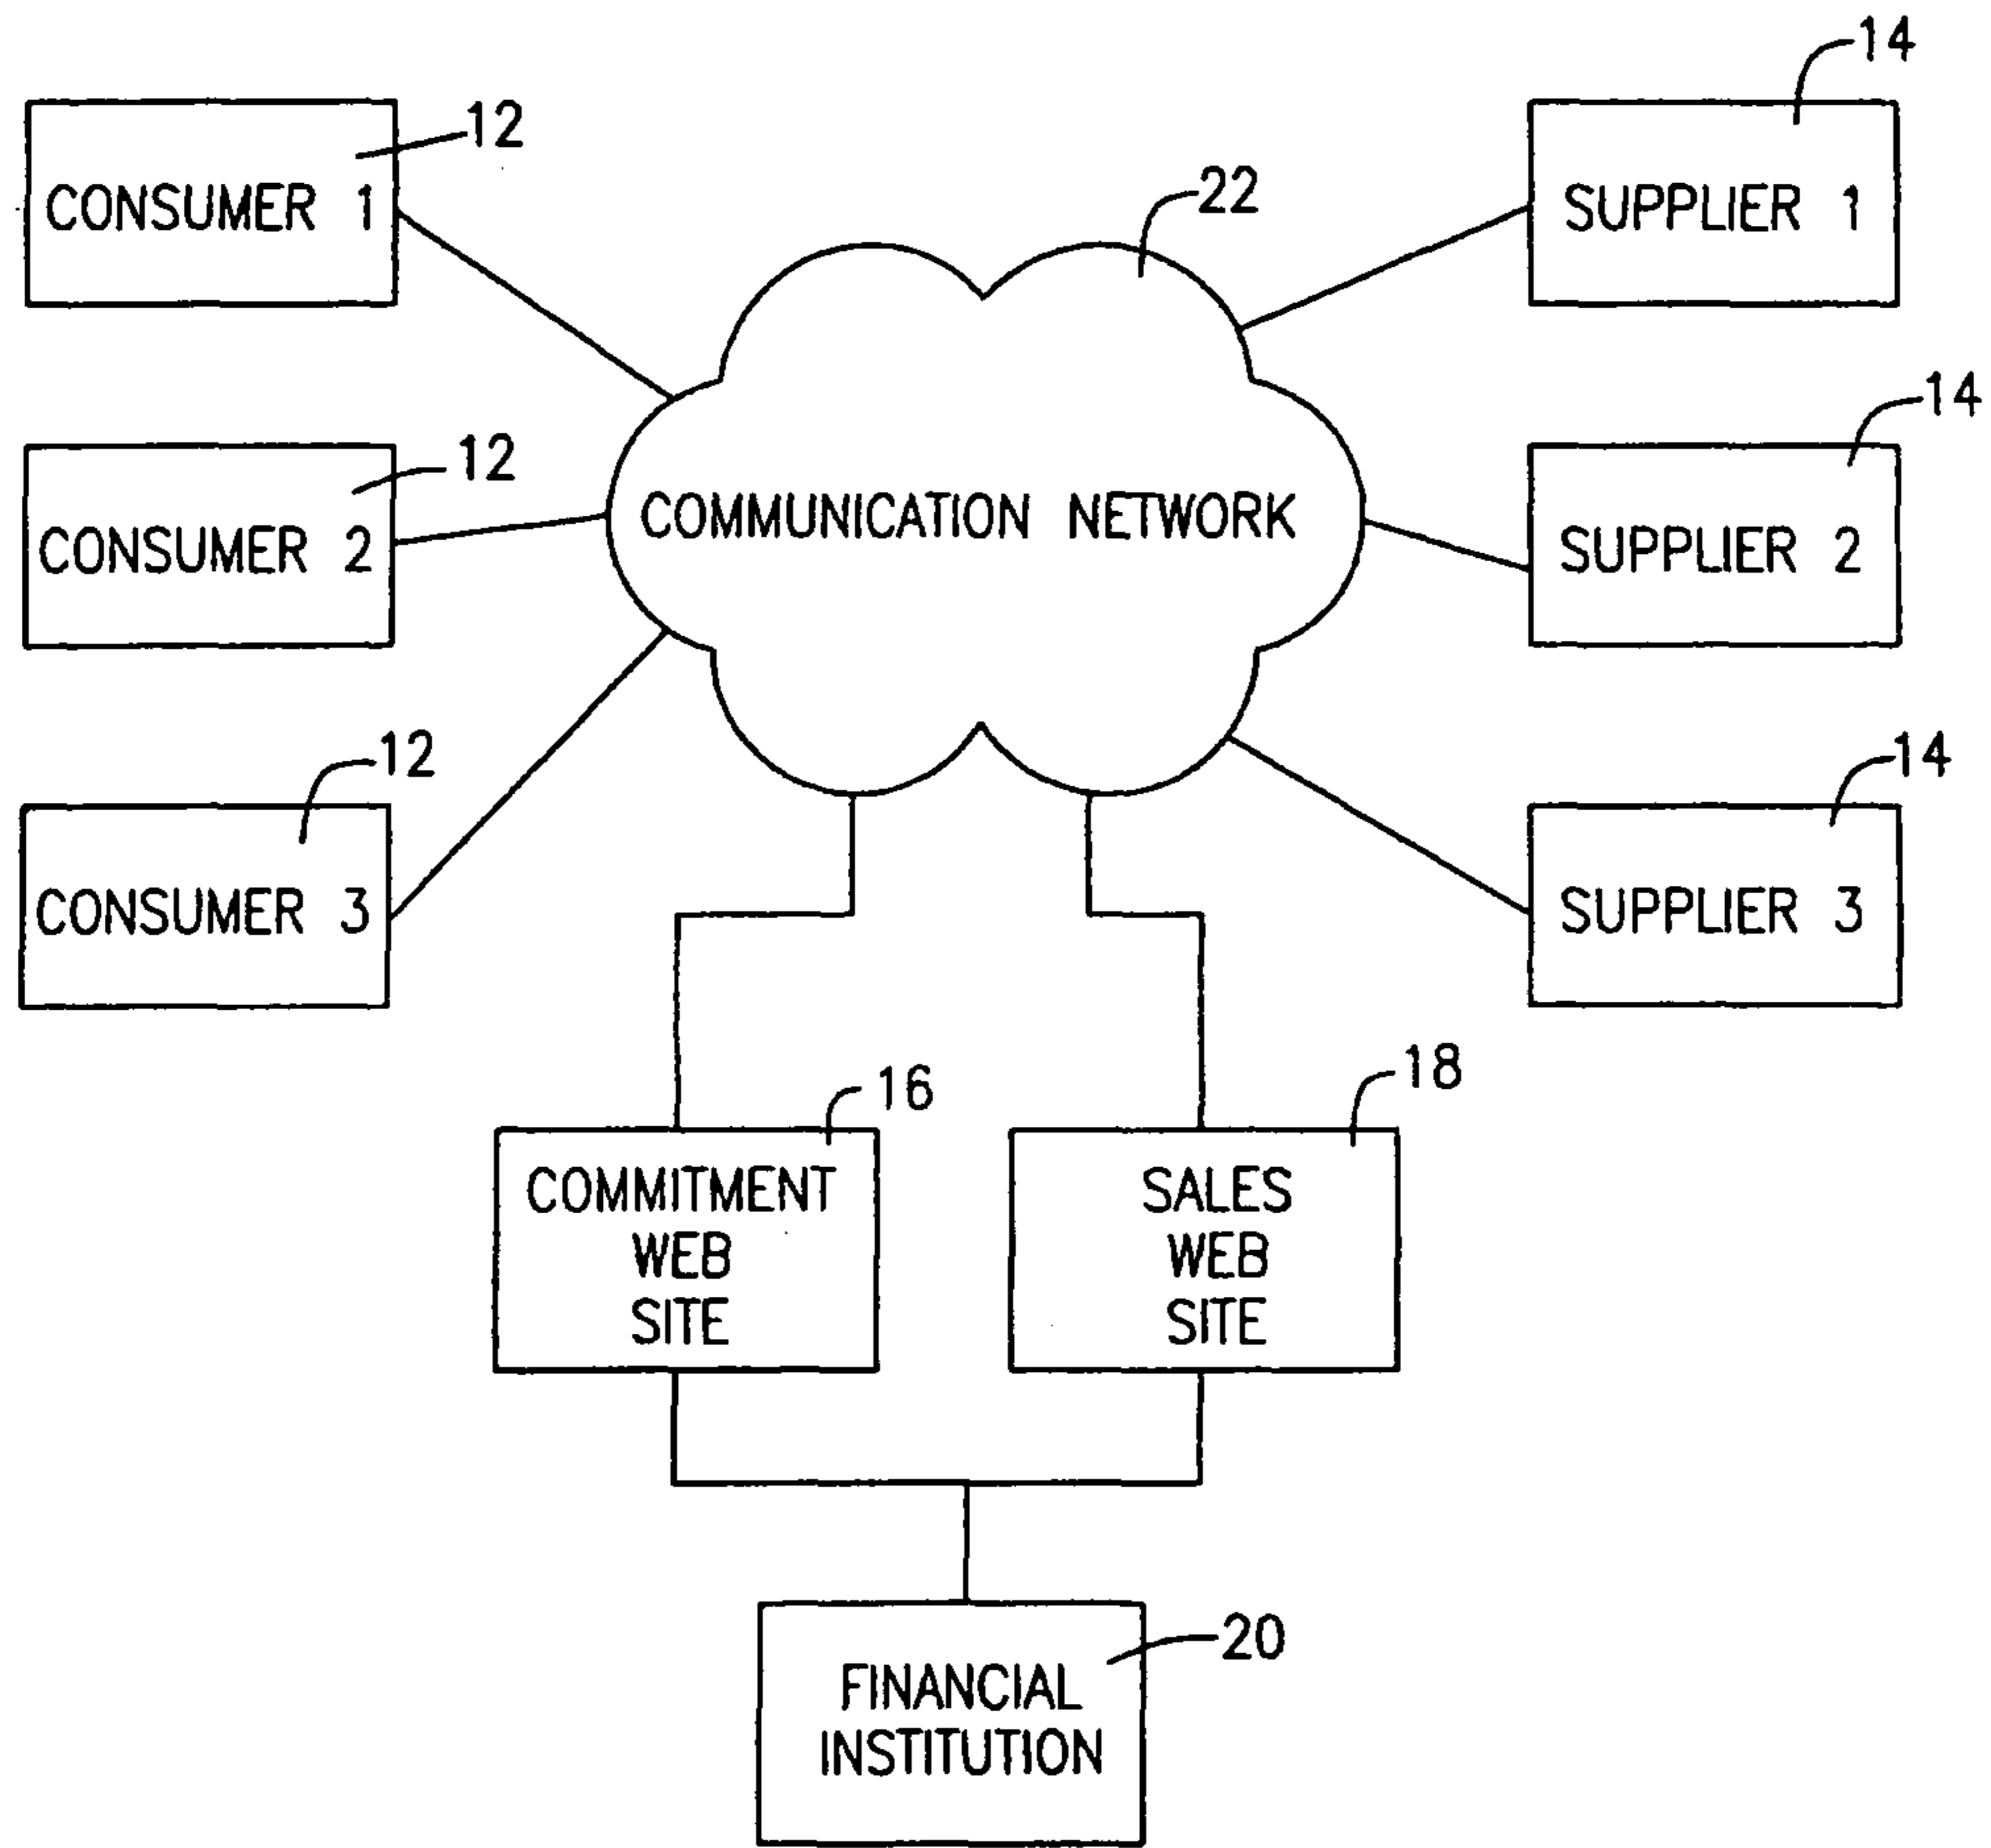 14
12
CONSUMER 1
22
SUPPLIER 1
14
12
COMMUNICATION NETWORK
CONSUMER 2
SUPPLIER 2
12
14
CONSUMER 3
SUPPLIER 3
16
18
COMMITMENT
WEB
SITE
SALES
WEB
SITE
20
FINANCIAL
INSTITUTION